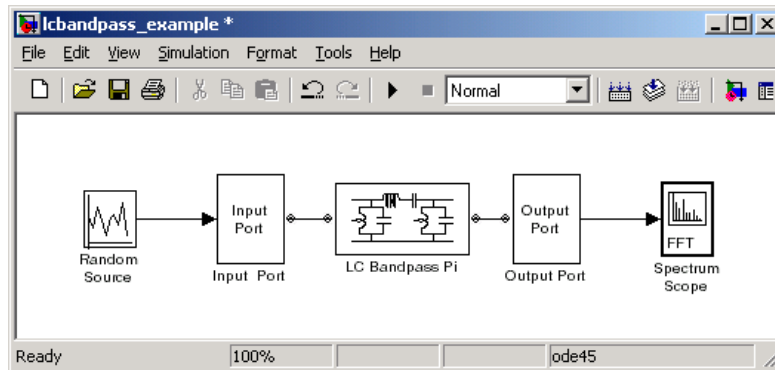 lcbandpass_example *
File Edit View Simulation Format Tools Help
Normal
Input Port
Output Port
FFT
Random Source
Input Port
LC Bandpass Pi
Output Port
Spectrum Scope
Ready 100% ode45